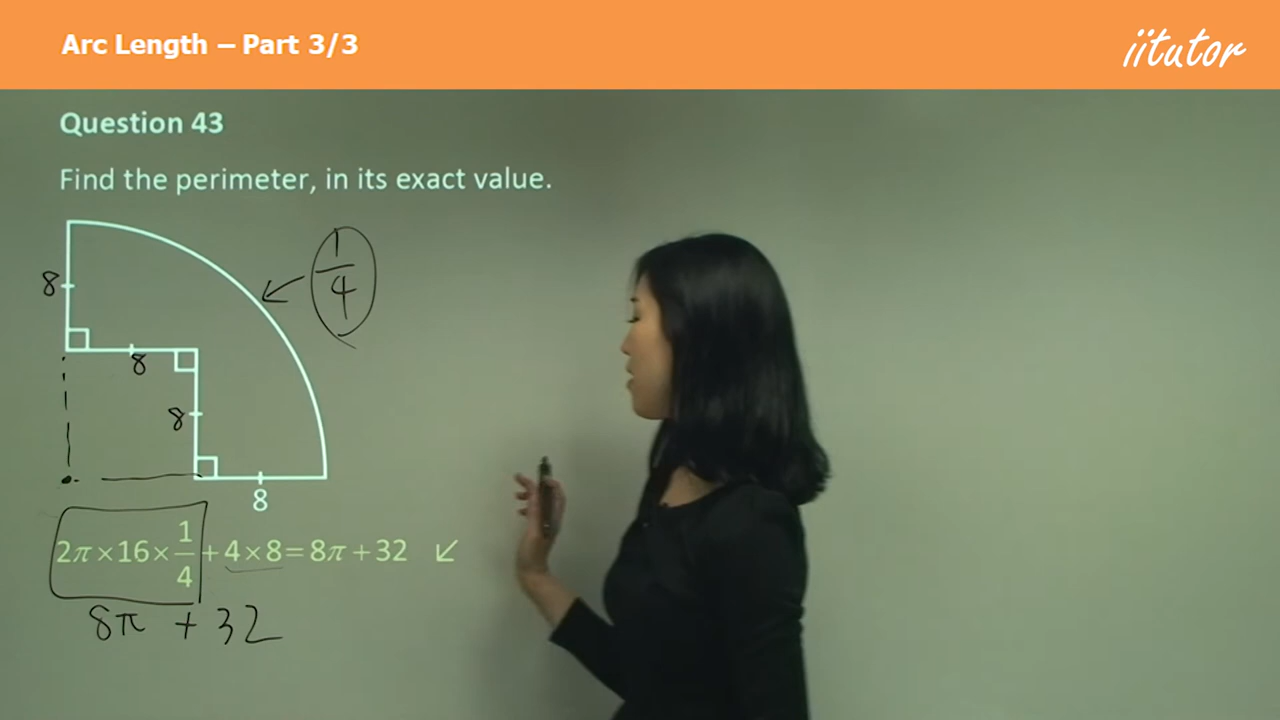 Arc Length – Part 3/3
iitutor
Question 43
Find the perimeter, in its exact value.
1/4
8
8
8
8
2π×16×1/4+4×8=8π+32
8π + 32